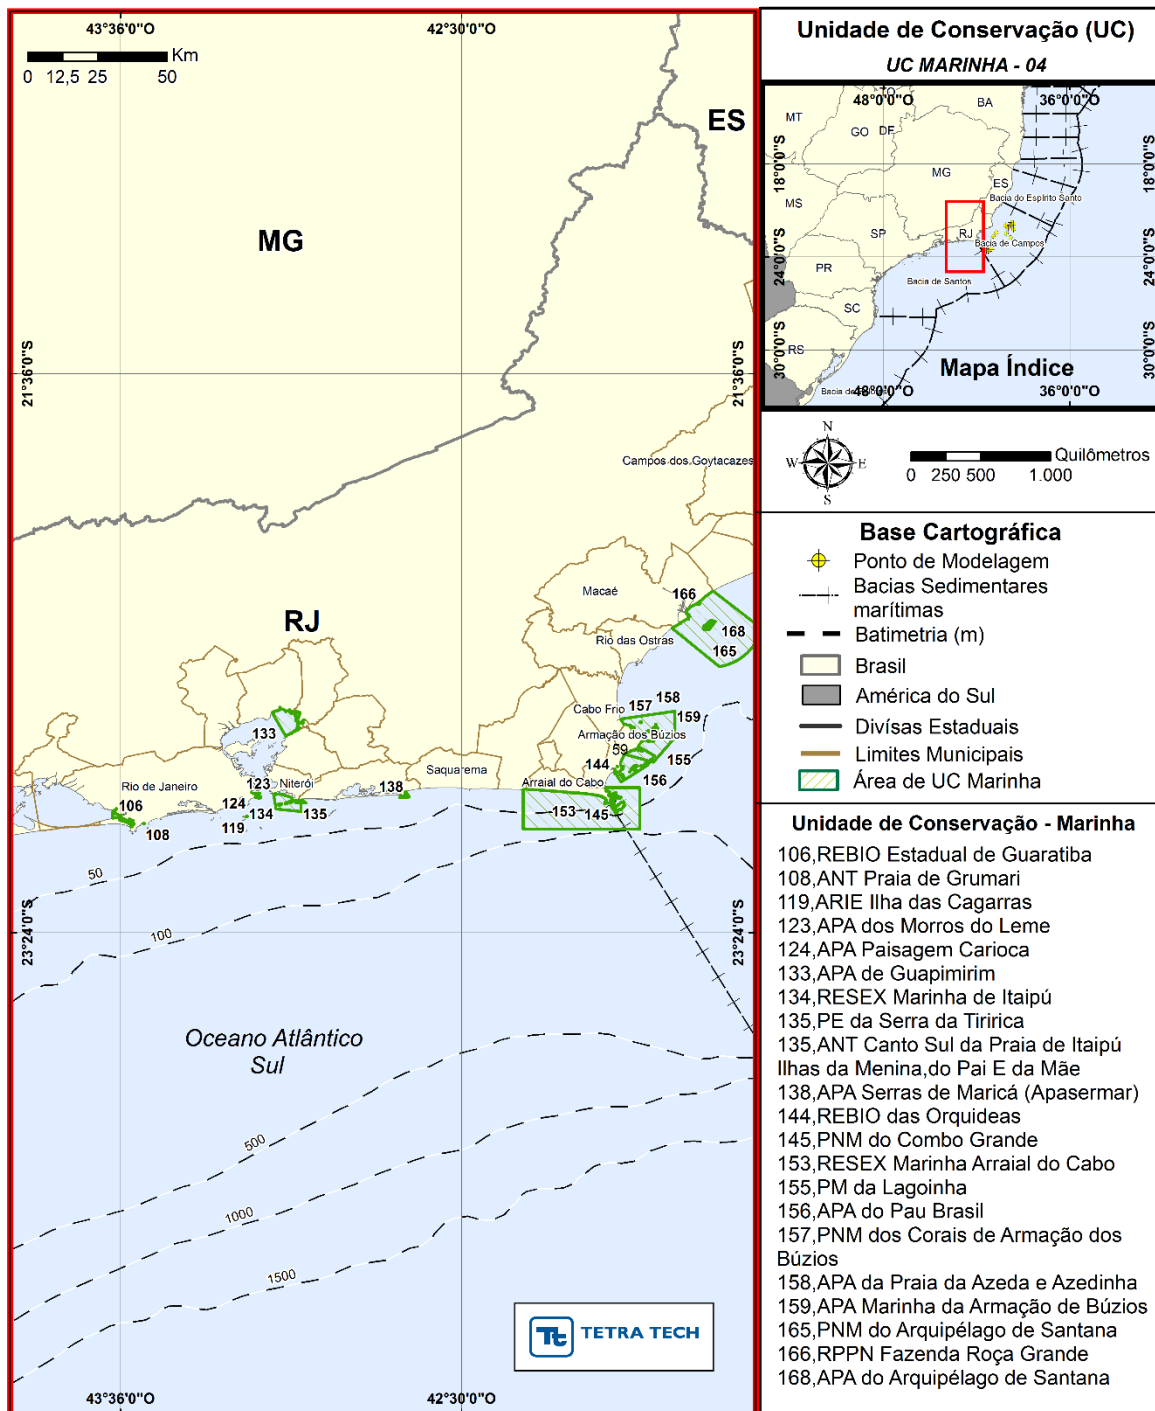 43°36'0"O
42°30'0"O
Km
0 12,5 25 50
ES
MG
21°36'0"S
21°36'0"S
Campos dos Goytacazes
Macaé
166
RJ
168
Rio das Ostras
165
158
Cabo Frio
157
159
133
Armação dos Búzios
59
155
144
Saquarema
156
123
Niterói
Arraial do Cabo
Rio de Janeiro
138
106
124
134
135
153
145
108
119
50
100
23°24'0"S
23°24'0"S
Oceano Atlântico
Sul
500
1000
1500
TETRA TECH
43°36'0"O
42°30'0"O
Unidade de Conservação (UC)
UC MARINHA - 04
48°0'0"O
36°0'0"O
BA
MT
GO
DF
18°0'0"S
18°0'0"S
MG
ES
MS
Bacia do Espírito Santo
SP
RJ
Bacia de Campos
24°0'0"S
24°0'0"S
PR
Bacia de Santos
SC
30°0'0"S
30°0'0"S
RS
Mapa Índice
48°0'0"O
36°0'0"O
N
W E
S
Quilômetros
0 250 500 1.000
Base Cartográfica
Ponto de Modelagem
Bacias Sedimentares
marítimas
Batimetria (m)
Brasil
América do Sul
Divísas Estaduais
Limites Municipais
Área de UC Marinha
Unidade de Conservação - Marinha
106,REBIO Estadual de Guaratiba
108,ANT Praia de Grumari
119,ARIE Ilha das Cagarras
123,APA dos Morros do Leme
124,APA Paisagem Carioca
133,APA de Guapimirim
134,RESEX Marinha de Itaipú
135,PE da Serra da Tiririca
135,ANT Canto Sul da Praia de Itaipú
Ilhas da Menina,do Pai E da Mãe
138,APA Serras de Maricá (Apasermar)
144,REBIO das Orquideas
145,PNM do Combo Grande
153,RESEX Marinha Arraial do Cabo
155,PM da Lagoinha
156,APA do Pau Brasil
157,PNM dos Corais de Armação dos
Búzios
158,APA da Praia da Azeda e Azedinha
159,APA Marinha da Armação de Búzios
165,PNM do Arquipélago de Santana
166,RPPN Fazenda Roça Grande
168,APA do Arquipélago de Santana